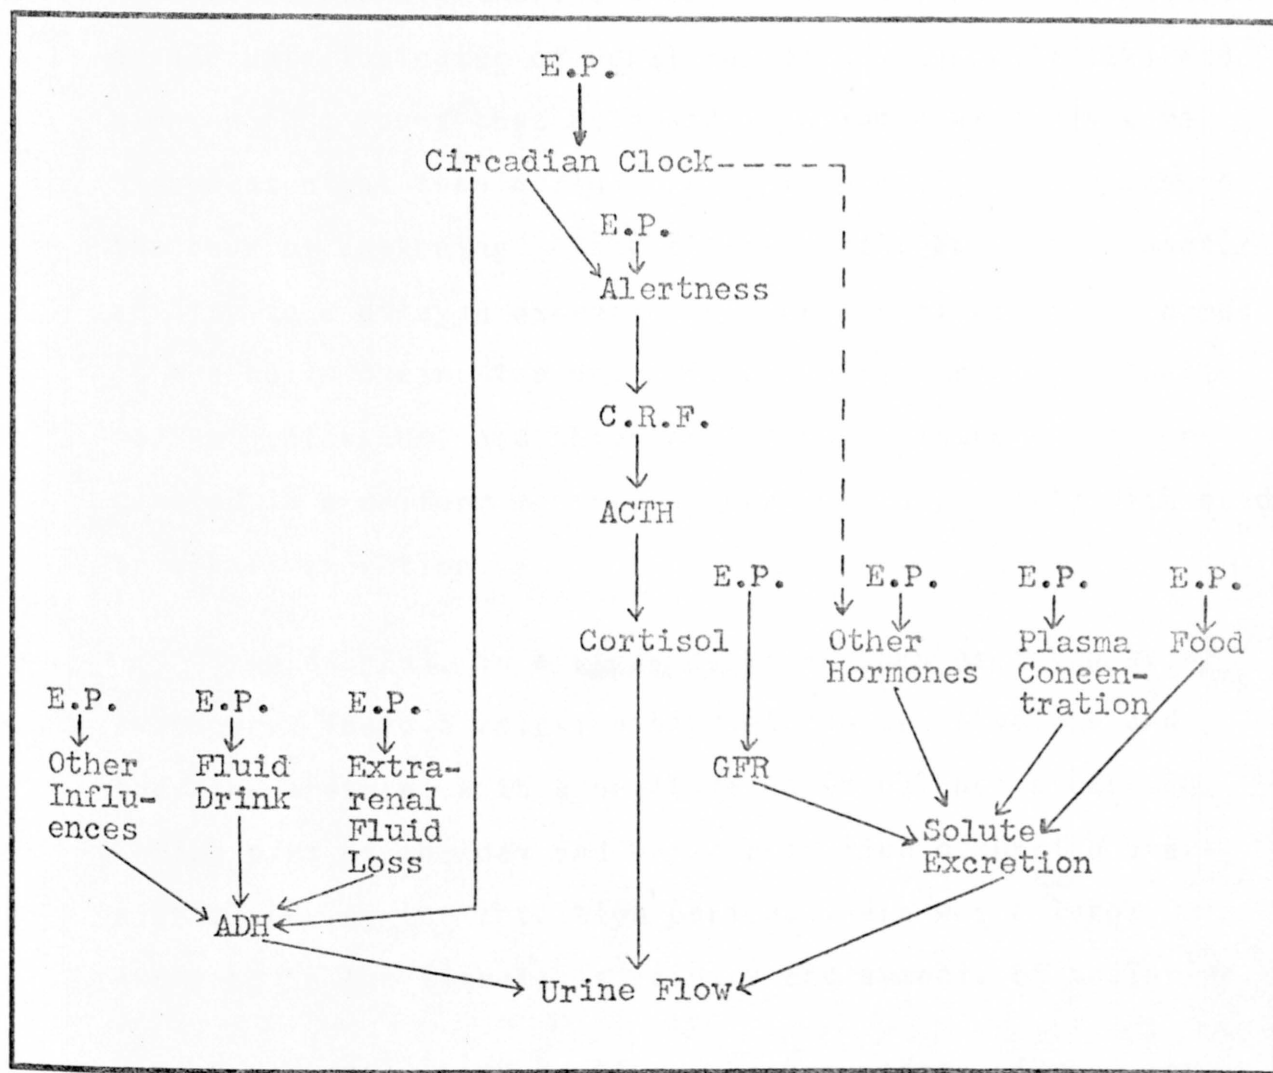 E.P.
Circadian Clock
E.P.
Alertness
C.R.F.
ACTH
E.P.
E.P.
E.P.
E.P.
Cortisol
Other
Hormones
Plasma
Concen-
tration
Food
E.P.
E.P.
E.P.
Other
Influ-
ences
Fluid
Drink
Extra-
renal
Fluid
Loss
GFR
Solute
Excretion
ADH
Urine Flow